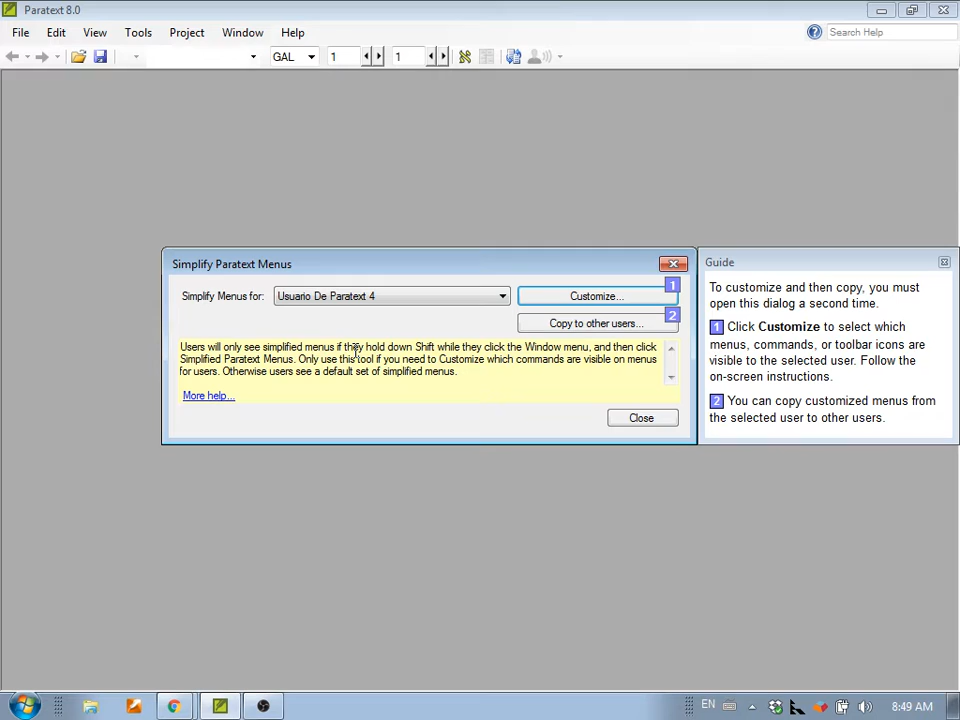 Paratext 8.0
File Edit View Tools Project Window Help
Search Help
GAL 1 1
Simplify Paratext Menus
Simplify Menus for: Usuario De Paratext 4 Customize... 1
Copy to other users... 2
Users will only see simplified menus if they hold down Shift while they click the Window menu, and then click
Simplified Paratext Menus. Only use this tool if you need to Customize which commands are visible on menus
for users. Otherwise users see a default set of simplified menus.
More help...
Close
Guide
To customize and then copy, you must
open this dialog a second time.
1 Click Customize to select which
menus, commands, or toolbar icons are
visible to the selected user. Follow the
on-screen instructions.
2 You can copy customized menus from
the selected user to other users.
EN 8:49 AM